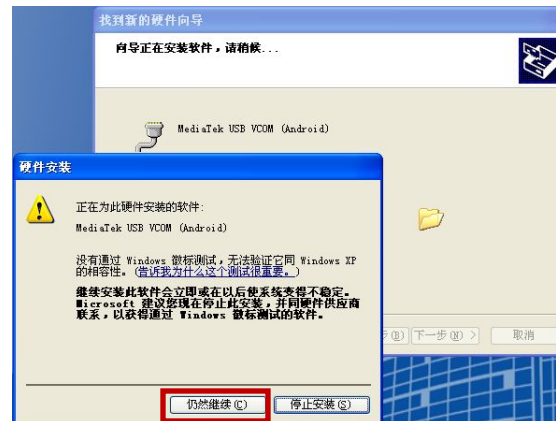 找到新的硬件向导
向导正在安装软件，请稍候...
MediaTek USB VCOM (Android)
硬件安装
正在为此硬件安装的软件:
MediaTek USB VCOM (Android)
没有通过 Windows 徽标测试，无法验证它同 Windows XP
的相容性。(告诉我为什么这个测试很重要。)
继续安装此软件会立即或在以后使系统变得不稳定。
Microsoft 建议您现在停止此安装，并同硬件供应商
联系，以获得通过 Windows 徽标测试的软件。
步(B) 下一步(N) > 取消
仍然继续(C) 停止安装(S)